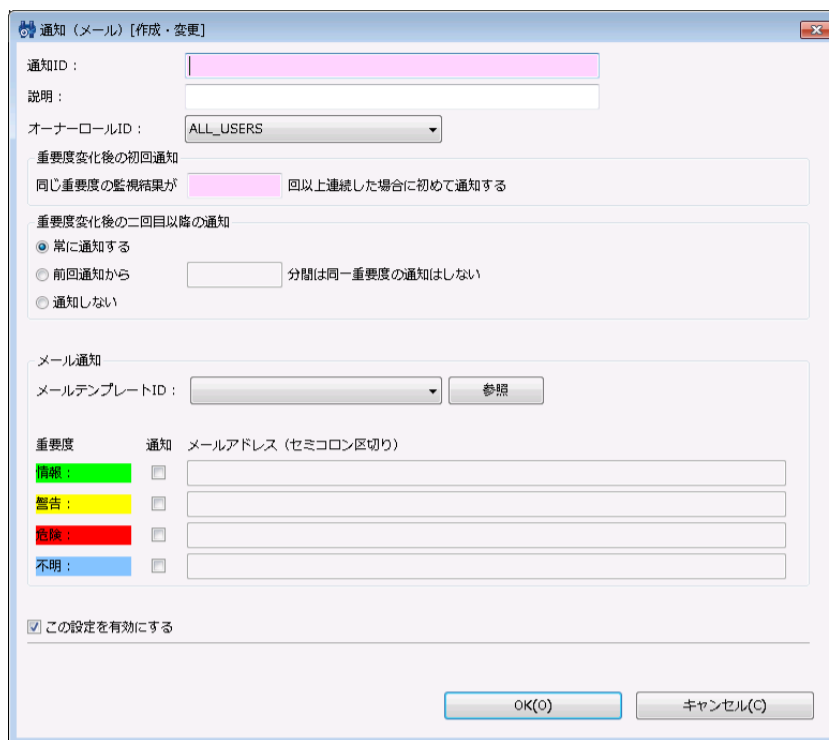 通知（メール）[作成・変更]
通知ID：
説明：
オーナーロールID： ALL_USERS
重要度変化後の初回通知
同じ重要度の監視結果が 回以上連続した場合に初めて通知する
重要度変化後の二回目以降の通知
常に通知する
前回通知から 分間は同一重要度の通知はしない
通知しない
メール通知
メールテンプレートID： 参照
重要度 通知 メールアドレス（セミコロン区切り）
情報：
警告：
危険：
不明：
この設定を有効にする
OK(O) キャンセル(C)